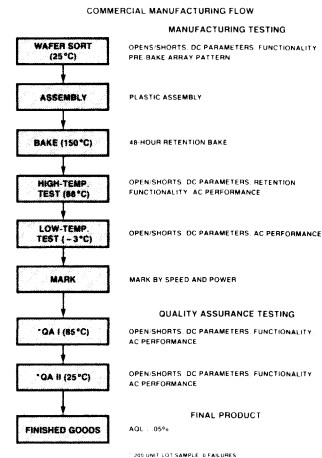 COMMERCIAL MANUFACTURING FLOW
MANUFACTURING TESTING
WAFER SORT
(25°C)
OPENS/SHORTS. DC PARAMETERS. FUNCTIONALITY
PRE-BAKE ARRAY PATTERN
ASSEMBLY
PLASTIC ASSEMBLY
BAKE (150°C)
48-HOUR RETENTION BAKE
HIGH-TEMP.
TEST (88°C)
OPEN/SHORTS. DC PARAMETERS. RETENTION
FUNCTIONALITY. AC PERFORMANCE
LOW-TEMP.
TEST (-3°C)
OPEN/SHORTS. DC PARAMETERS. AC PERFORMANCE
MARK
MARK BY SPEED AND POWER
QUALITY ASSURANCE TESTING
*QA I (85°C)
OPEN/SHORTS. DC PARAMETERS. FUNCTIONALITY
AC PERFORMANCE
*QA II (25°C)
OPEN/SHORTS. DC PARAMETERS. FUNCTIONALITY
AC PERFORMANCE
FINAL PRODUCT
FINISHED GOODS
AQL .05%
200 UNIT LOT SAMPLE. 0 FAILURES